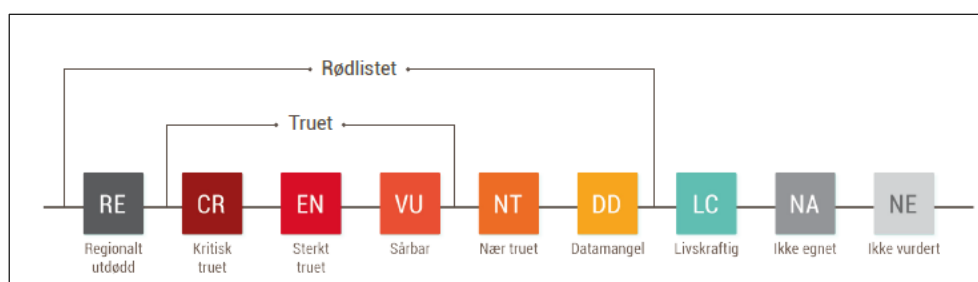 Rødlistet
Truet
RE CR EN VU NT DD LC NA NE
Regionalt utdødd Kritisk truet Sterkt truet Sårbar Nær truet Datamangel Livskraftig Ikke egnet Ikke vurdert